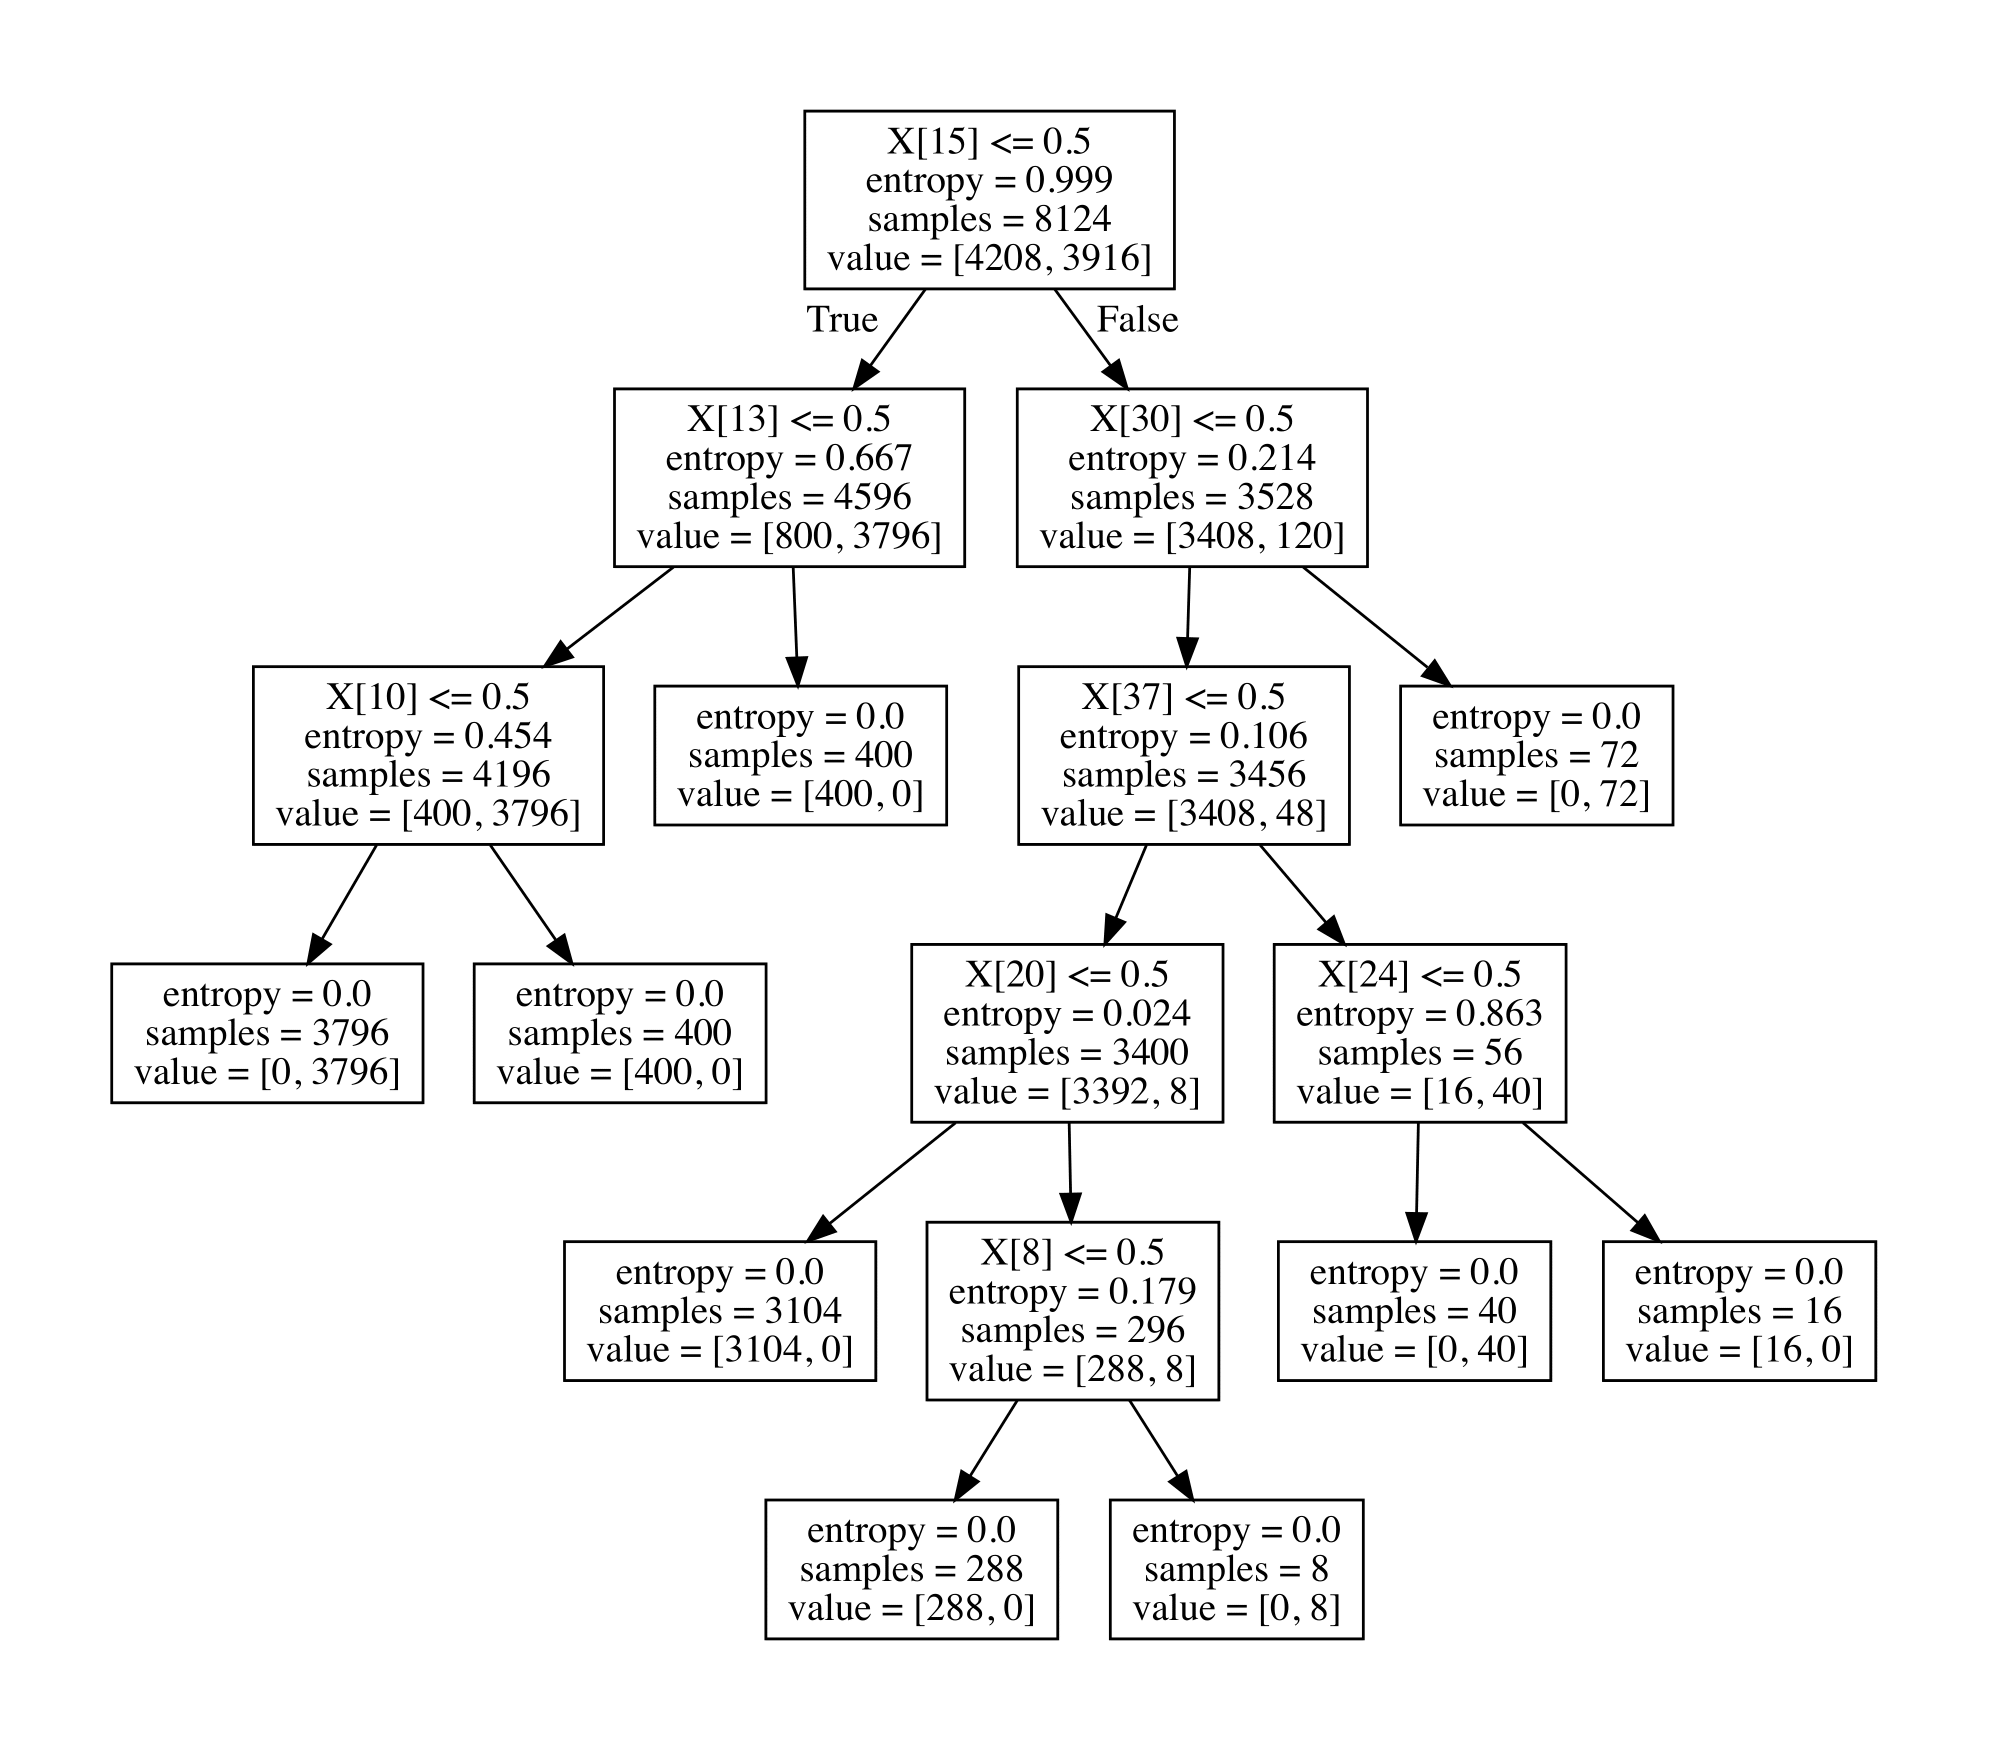 X[15] <= 0.5
entropy = 0.999
samples = 8124
value = [4208, 3916]
True
False
X[13] <= 0.5
entropy = 0.667
samples = 4596
value = [800, 3796]
X[30] <= 0.5
entropy = 0.214
samples = 3528
value = [3408, 120]
X[10] <= 0.5
entropy = 0.454
samples = 4196
value = [400, 3796]
entropy = 0.0
samples = 400
value = [400, 0]
X[37] <= 0.5
entropy = 0.106
samples = 3456
value = [3408, 48]
entropy = 0.0
samples = 72
value = [0, 72]
entropy = 0.0
samples = 3796
value = [0, 3796]
entropy = 0.0
samples = 400
value = [400, 0]
X[20] <= 0.5
entropy = 0.024
samples = 3400
value = [3392, 8]
X[24] <= 0.5
entropy = 0.863
samples = 56
value = [16, 40]
entropy = 0.0
samples = 3104
value = [3104, 0]
X[8] <= 0.5
entropy = 0.179
samples = 296
value = [288, 8]
entropy = 0.0
samples = 40
value = [0, 40]
entropy = 0.0
samples = 16
value = [16, 0]
entropy = 0.0
samples = 288
value = [288, 0]
entropy = 0.0
samples = 8
value = [0, 8]